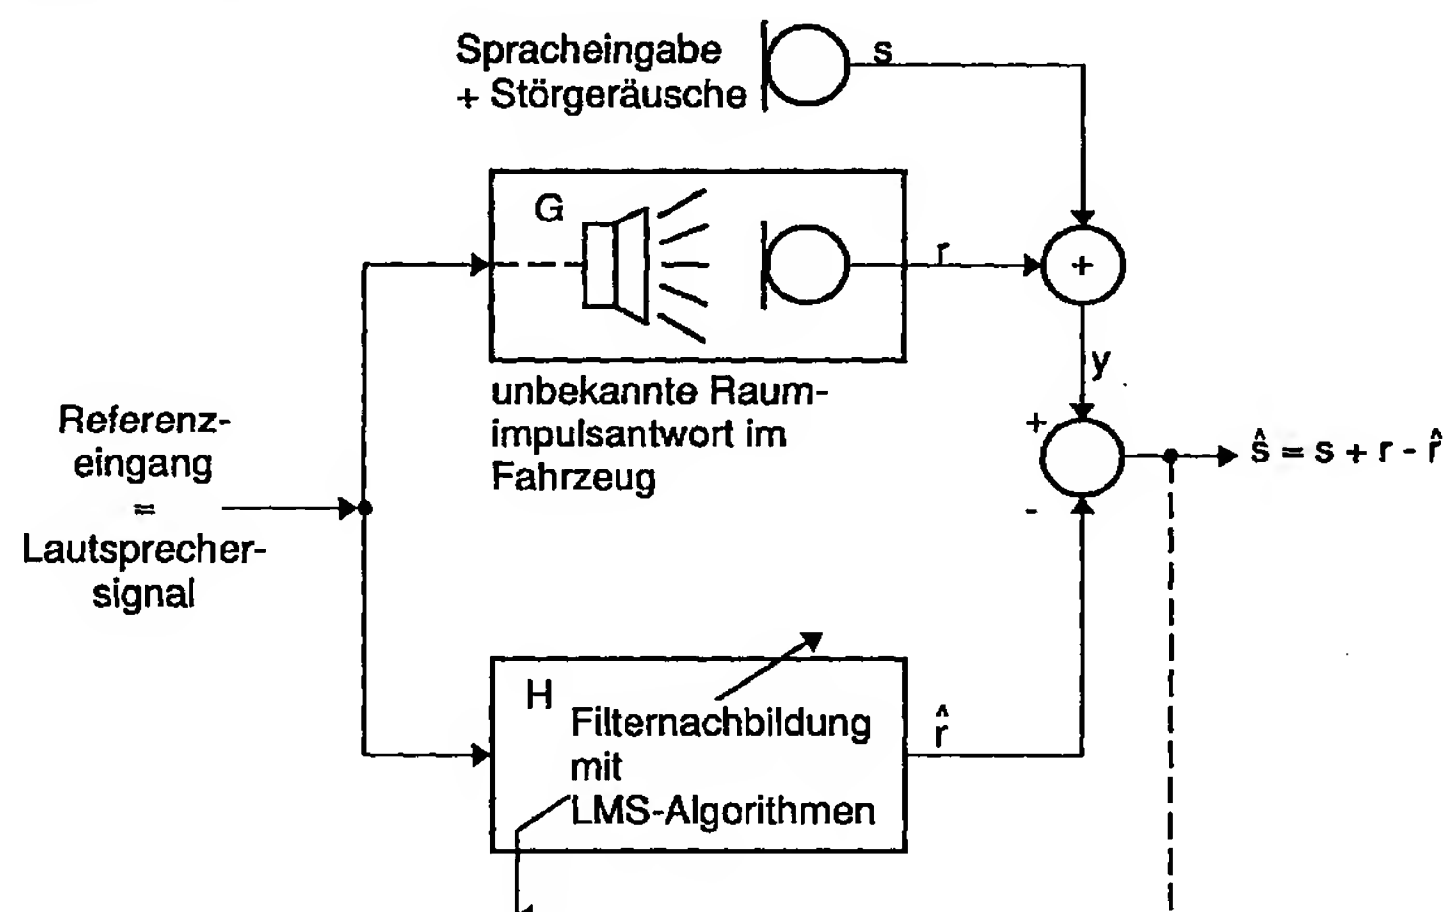 Spracheingabe
+ Störgeräusche
s
G
r
+
y
unbekannte Raum-
impulsantwort im
Fahrzeug
Referenz-
eingang
=
Lautsprecher-
signal
+
ŝ = s + r - r̂
-
H
Filternachbildung
mit
LMS-Algorithmen
r̂